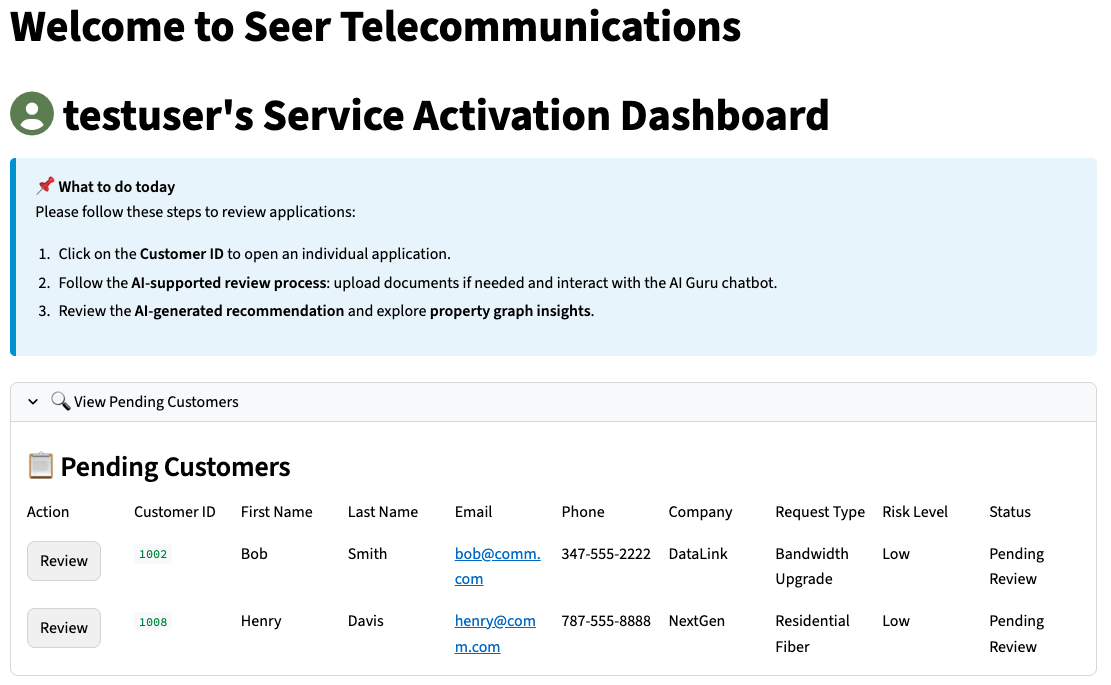 Welcome to Seer Telecommunications
testuser's Service Activation Dashboard
📌 What to do today
Please follow these steps to review applications:
1. Click on the Customer ID to open an individual application.
2. Follow the AI-supported review process: upload documents if needed and interact with the AI Guru chatbot.
3. Review the AI-generated recommendation and explore property graph insights.
🔍 View Pending Customers
📋 Pending Customers
Action Customer ID First Name Last Name Email Phone Company Request Type Risk Level Status
Review 1002 Bob Smith bob@comm. 347-555-2222 DataLink Bandwidth Low Pending
com Upgrade Review
Review 1008 Henry Davis henry@com 787-555-8888 NextGen Residential Low Pending
m.com Fiber Review